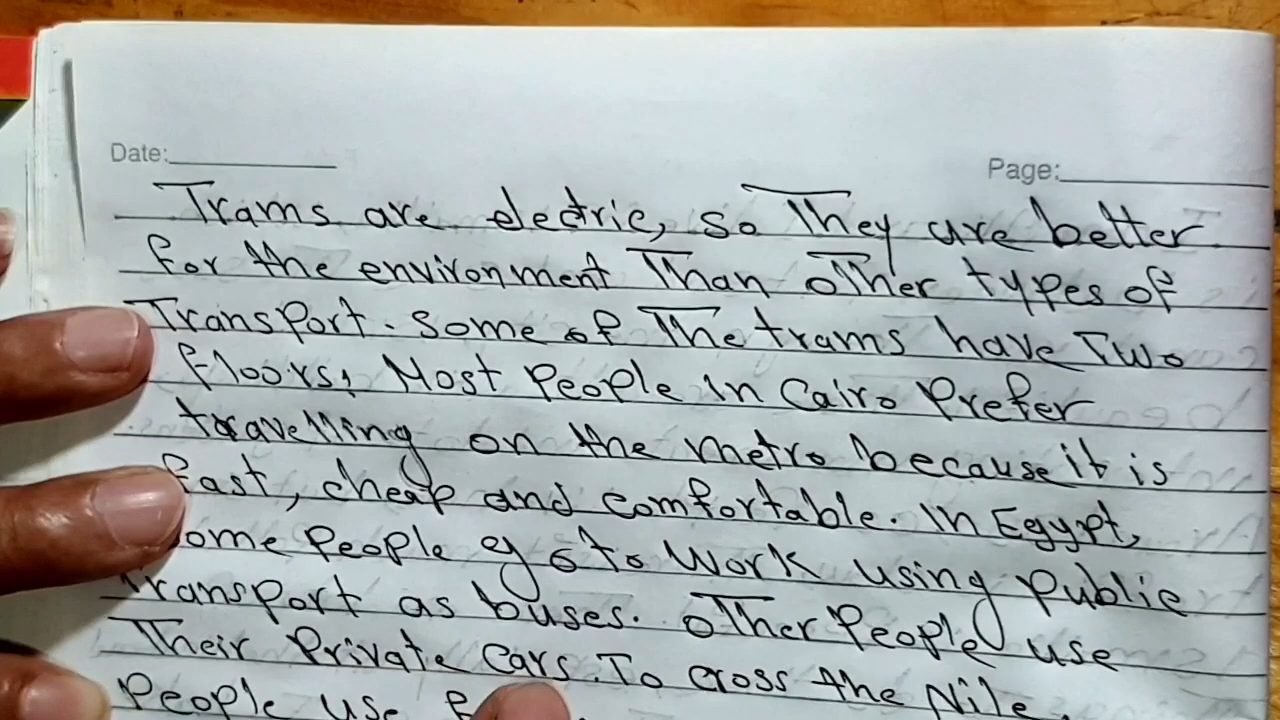 Date:
Page:
Trams are electric, so They are better
for the environment Than other types of
Transport. some of The trams have Two
floors, Most People in Cairo Prefer
travelling on the metro because it is
fast, cheap and comfortable. In Egypt,
some People go to work using public
transport as buses. other People use
Their Private cars. To cross the Nile,
People use